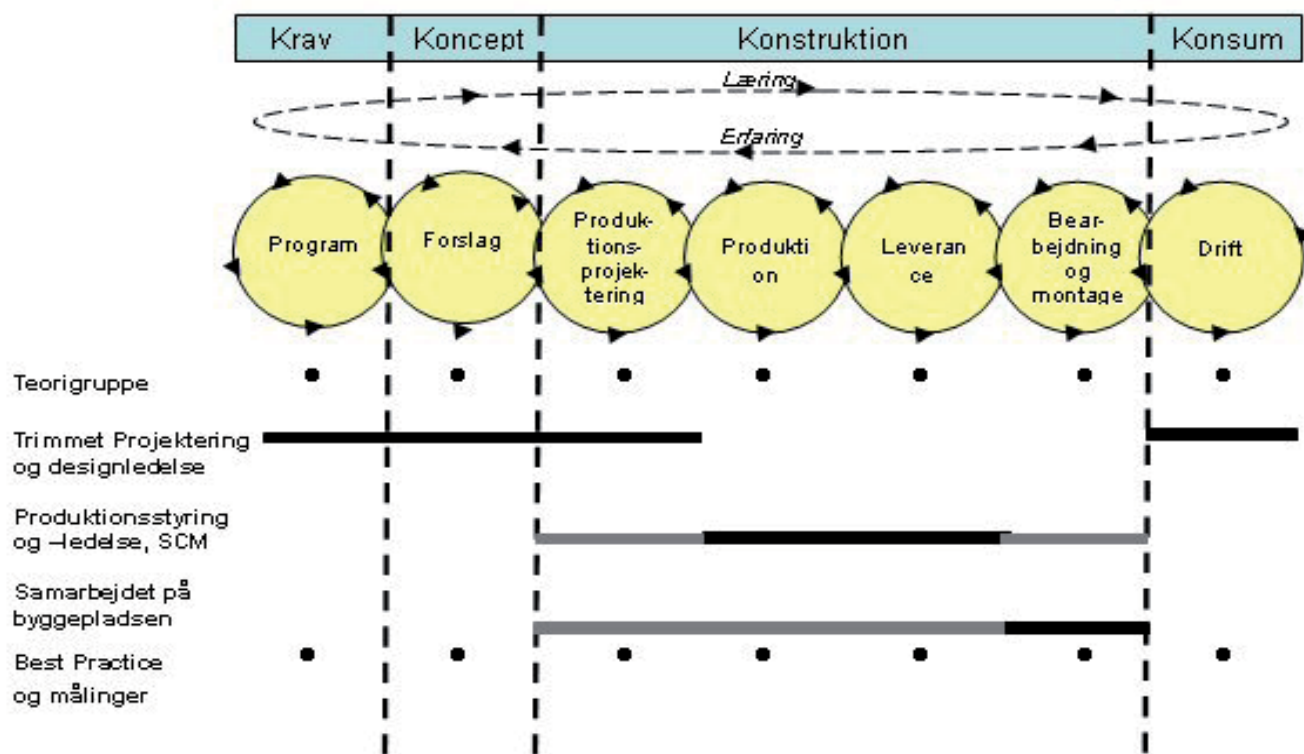 Krav
Koncept
Konstruktion
Konsum
Læring
Erfaring
Program
Forslag
Produk-
tions-
projek-
tering
Produkti
on
Leveran
ce
Bear-
bejdning
og
montage
Drift
Teorigruppe
Trimmet Projektering
og designledelse
Produktionsstyring
og –ledelse, SCM
Samarbejdet på
byggepladsen
Best Practice
og målinger